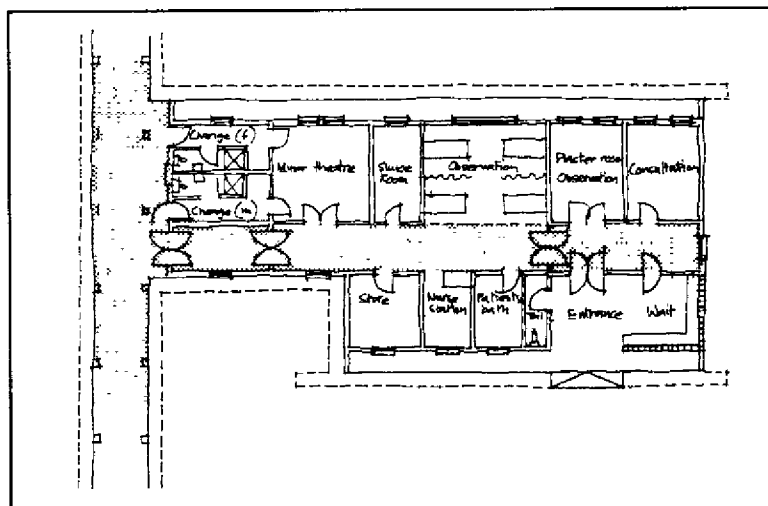 Change (f)
Minor theatre
Sluice
Room
Observation
Plaster room
Observation
Consultation
Change (m)
Store
Nurse
Station
Patients
bath
Entrance
Wait